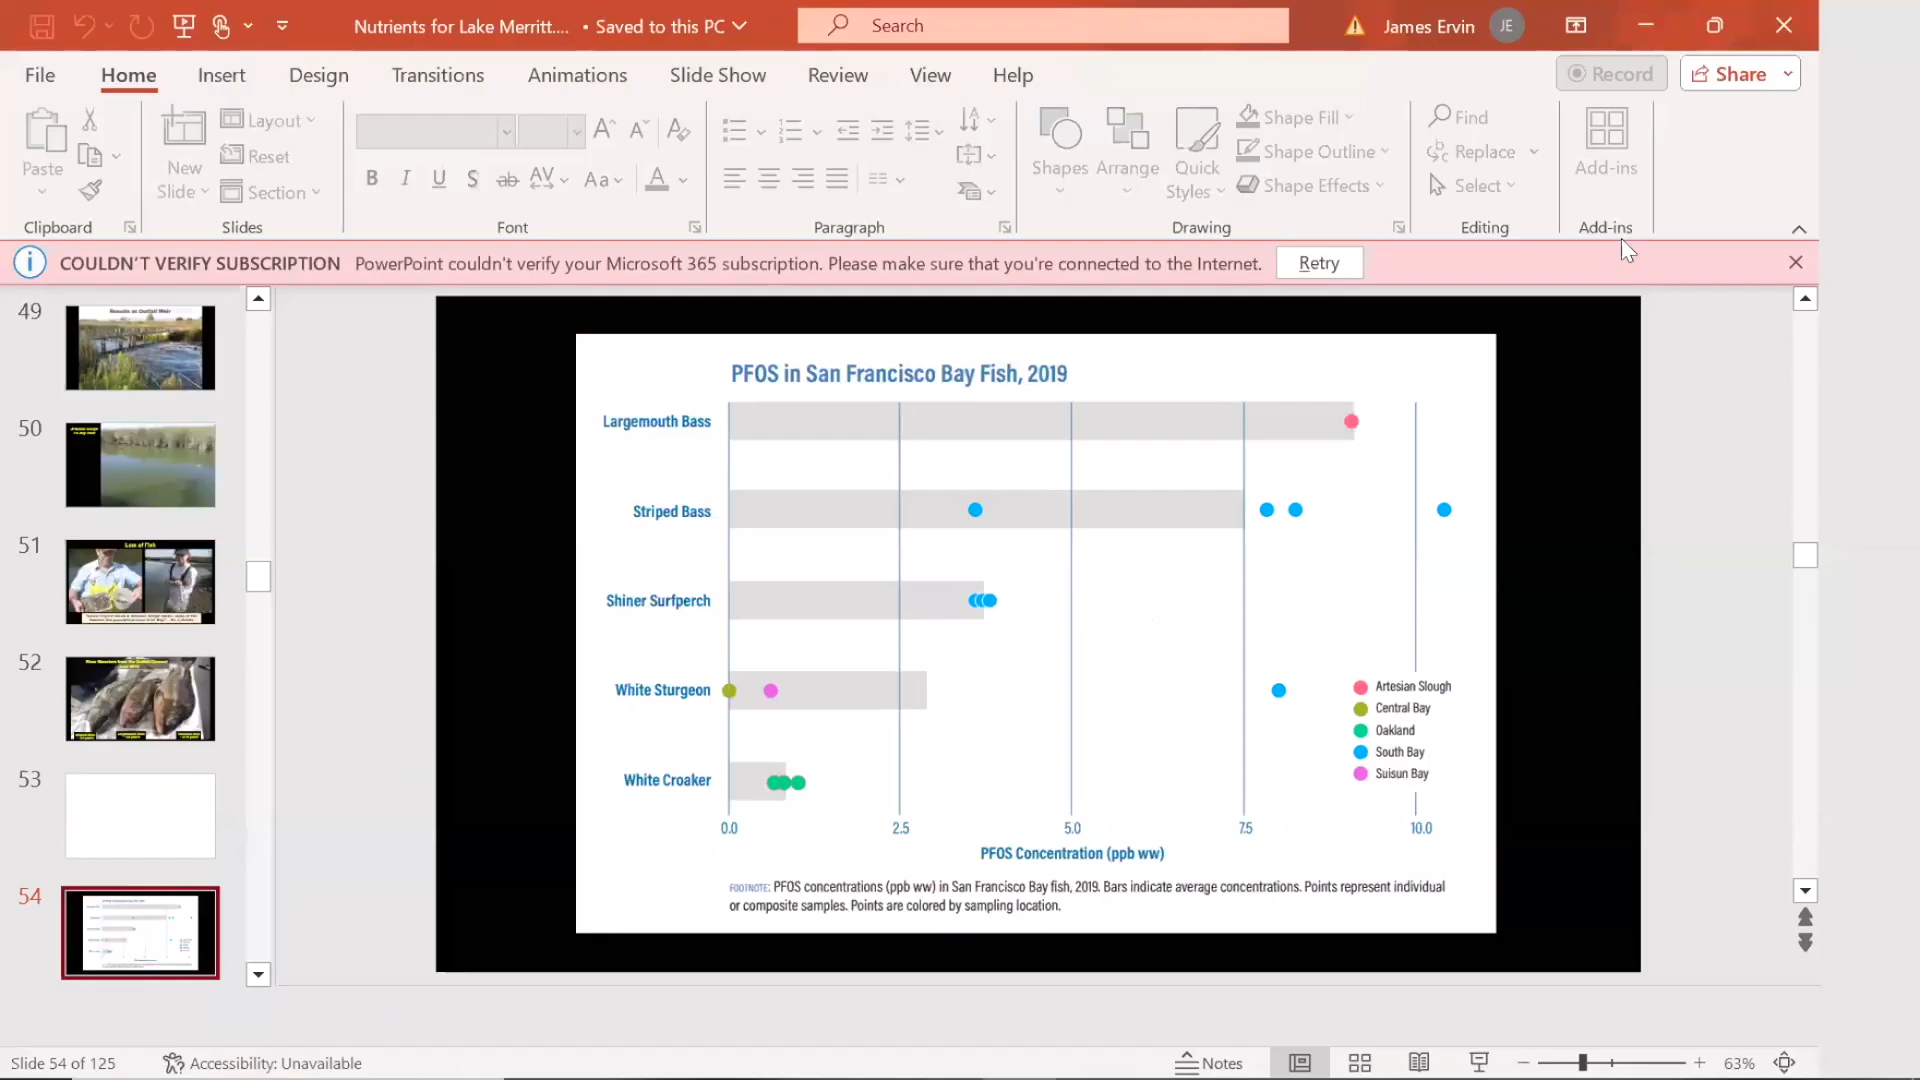 Nutrients for Lake Merritt.... • Saved to this PC
Search
James Ervin
JE
File
Home
Insert
Design
Transitions
Animations
Slide Show
Review
View
Help
Record
Share
Paste
New
Slide
Layout
Reset
Section
Shapes
Arrange
Quick
Styles
Shape Fill
Shape Outline
Shape Effects
Find
Replace
Select
Add-ins
Clipboard
Slides
Font
Paragraph
Drawing
Editing
Add-ins
COULDN'T VERIFY SUBSCRIPTION PowerPoint couldn't verify your Microsoft 365 subscription. Please make sure that you're connected to the Internet.
Retry
49
50
51
Loss of Fish
52
53
54
PFOS in San Francisco Bay Fish, 2019
Largemouth Bass
Striped Bass
Shiner Surfperch
White Sturgeon
White Croaker
Artesian Slough
Central Bay
Oakland
South Bay
Suisun Bay
0.0 2.5 5.0 7.5 10.0
PFOS Concentration (ppb ww)
FOOTNOTE: PFOS concentrations (ppb ww) in San Francisco Bay fish, 2019. Bars indicate average concentrations. Points represent individual
or composite samples. Points are colored by sampling location.
Slide 54 of 125
Accessibility: Unavailable
Notes
63%